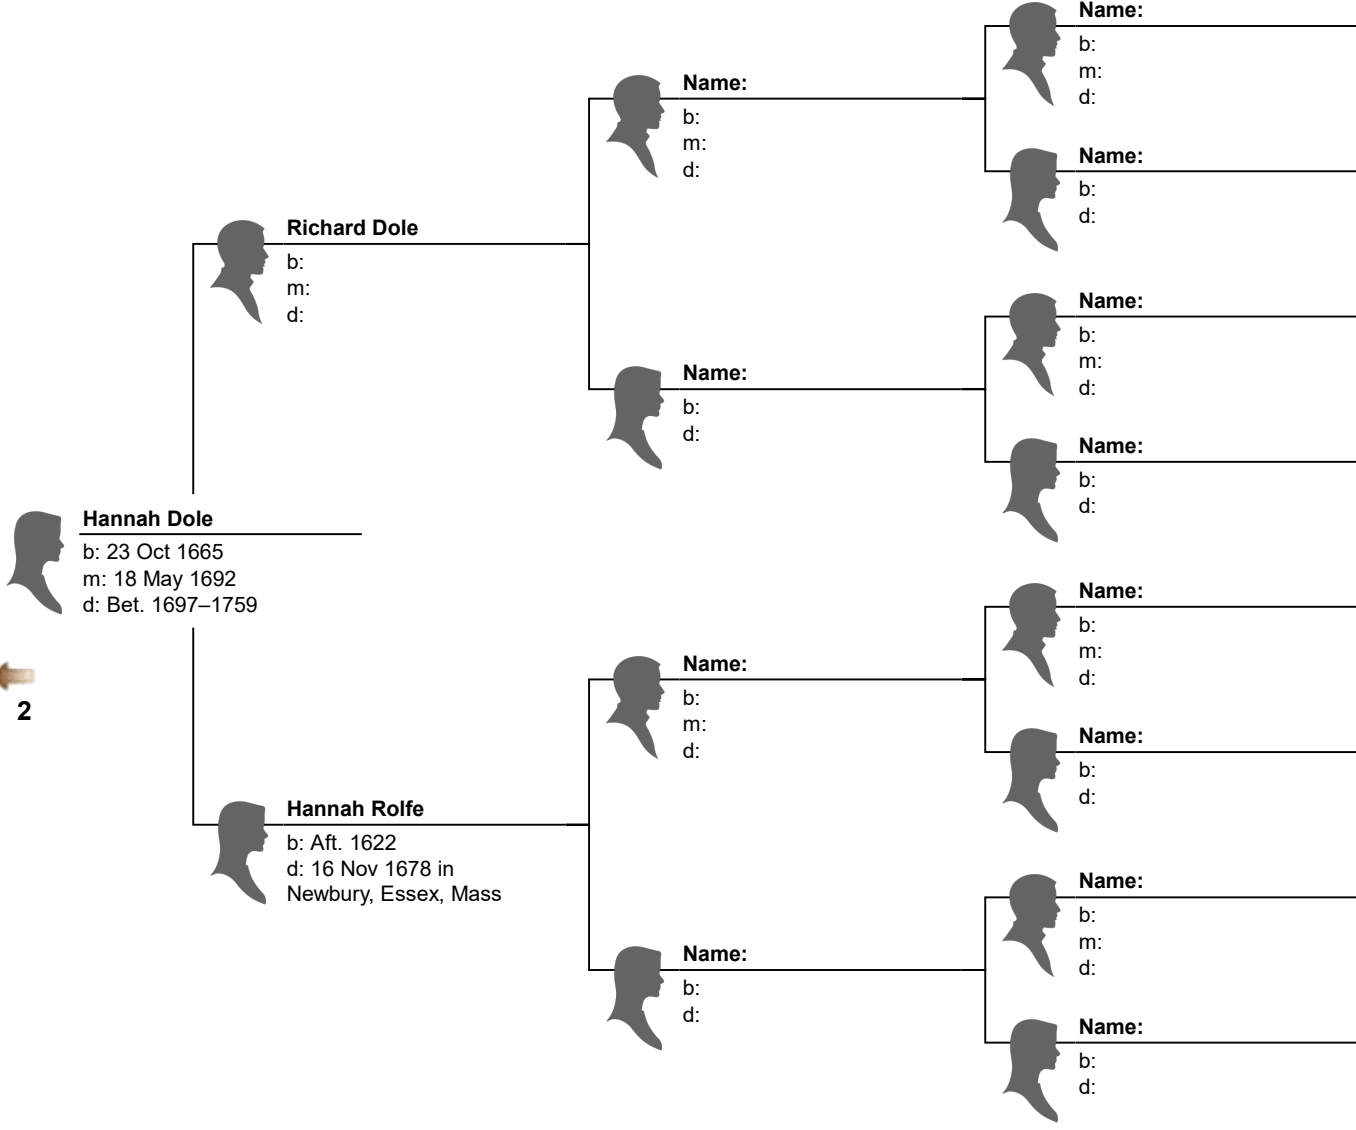 Name:
b:
m:
d:
Name:
b:
m:
d:
Name:
b:
d:
Richard Dole
b:
m:
d:
Name:
b:
m:
d:
Name:
b:
d:
Name:
b:
d:
Hannah Dole
b: 23 Oct 1665
m: 18 May 1692
d: Bet. 1697–1759
2
Name:
b:
m:
d:
Name:
b:
m:
d:
Name:
b:
d:
Hannah Rolfe
b: Aft. 1622
d: 16 Nov 1678 in
Newbury, Essex, Mass
Name:
b:
m:
d:
Name:
b:
d:
Name:
b:
d: